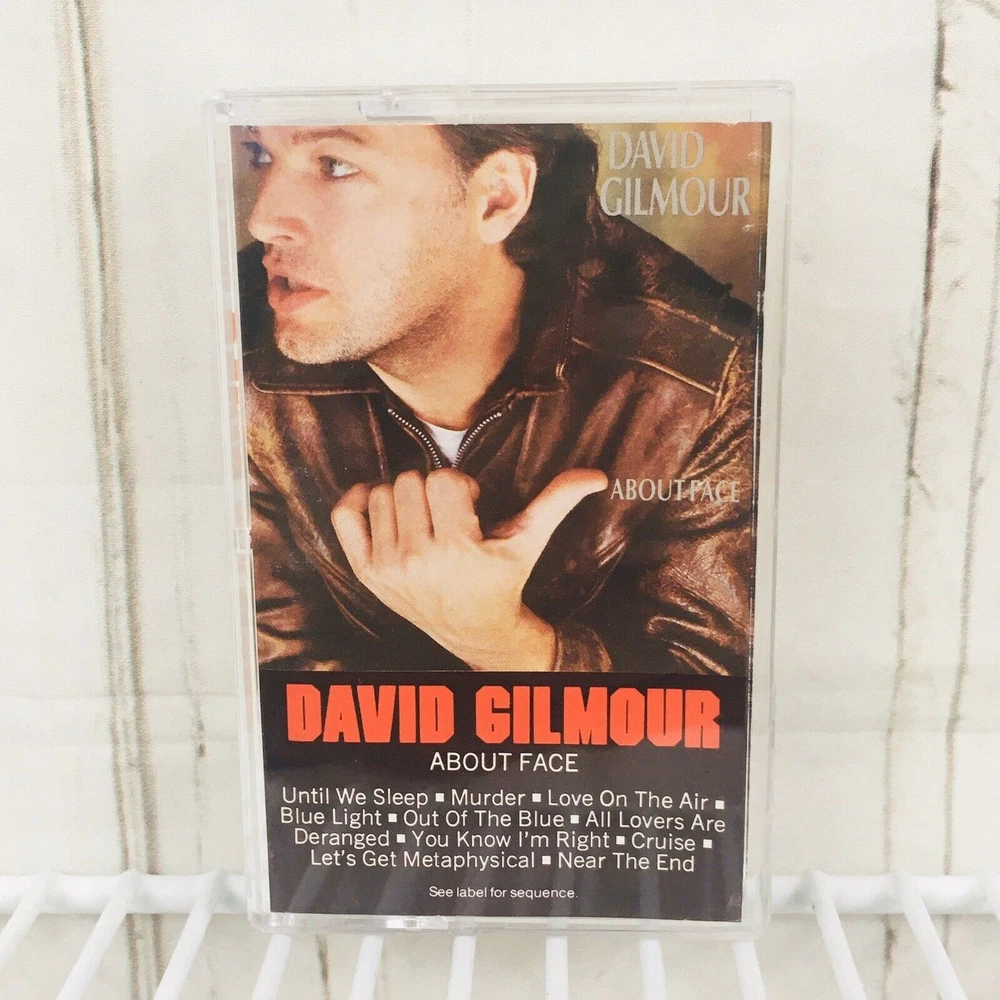 DAVID
GILMOUR
ABOUT FACE
DAVID GILMOUR
ABOUT FACE
Until We Sleep ▪ Murder ▪ Love On The Air ▪
Blue Light ▪ Out Of The Blue ▪ All Lovers Are
Deranged ▪ You Know I'm Right ▪ Cruise ▪
Let's Get Metaphysical ▪ Near The End
See label for sequence.